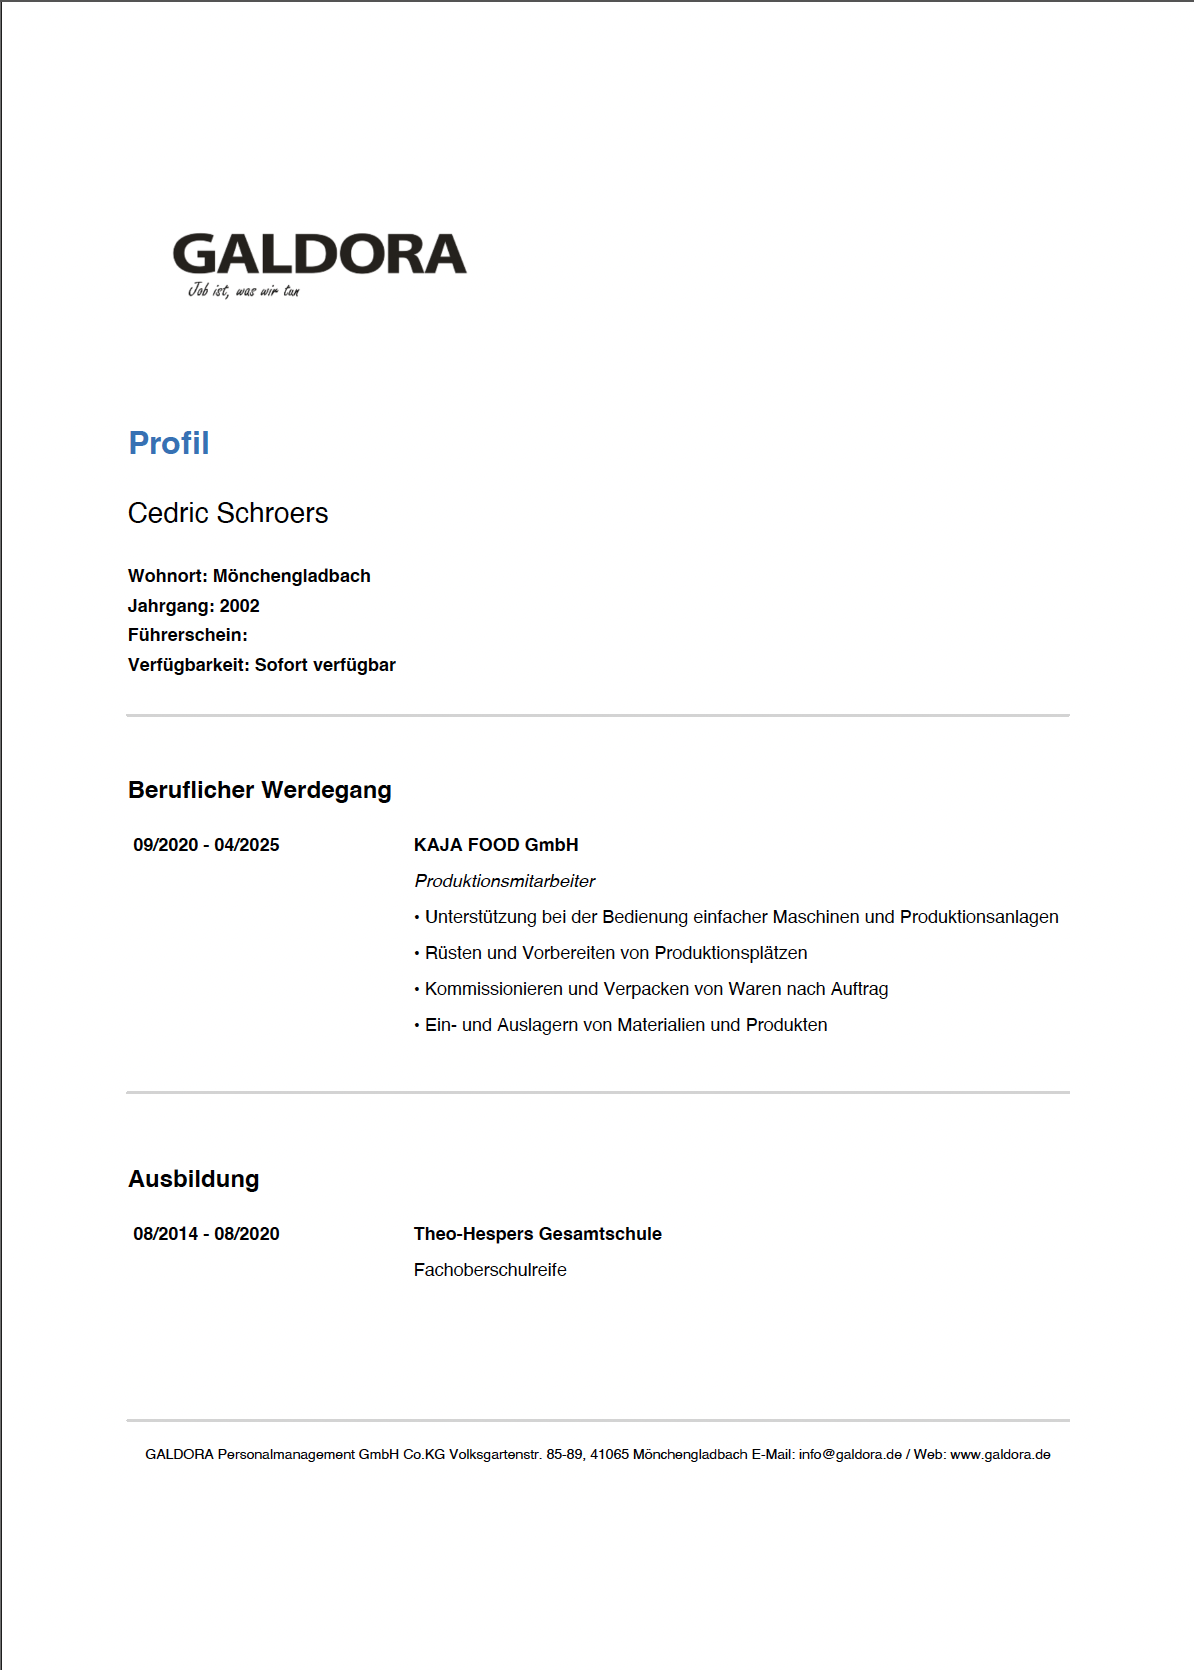 GALDORA
Job ist, was wir tun
Profil
Cedric Schroers
Wohnort: Mönchengladbach
Jahrgang: 2002
Führerschein:
Verfügbarkeit: Sofort verfügbar
Beruflicher Werdegang
09/2020 - 04/2025 KAJA FOOD GmbH
Produktionsmitarbeiter
• Unterstützung bei der Bedienung einfacher Maschinen und Produktionsanlagen
• Rüsten und Vorbereiten von Produktionsplätzen
• Kommissionieren und Verpacken von Waren nach Auftrag
• Ein- und Auslagern von Materialien und Produkten
Ausbildung
08/2014 - 08/2020 Theo-Hespers Gesamtschule
Fachoberschulreife
GALDORA Personalmanagement GmbH Co.KG Volksgartenstr. 85-89, 41065 Mönchengladbach E-Mail: info@galdora.de / Web: www.galdora.de